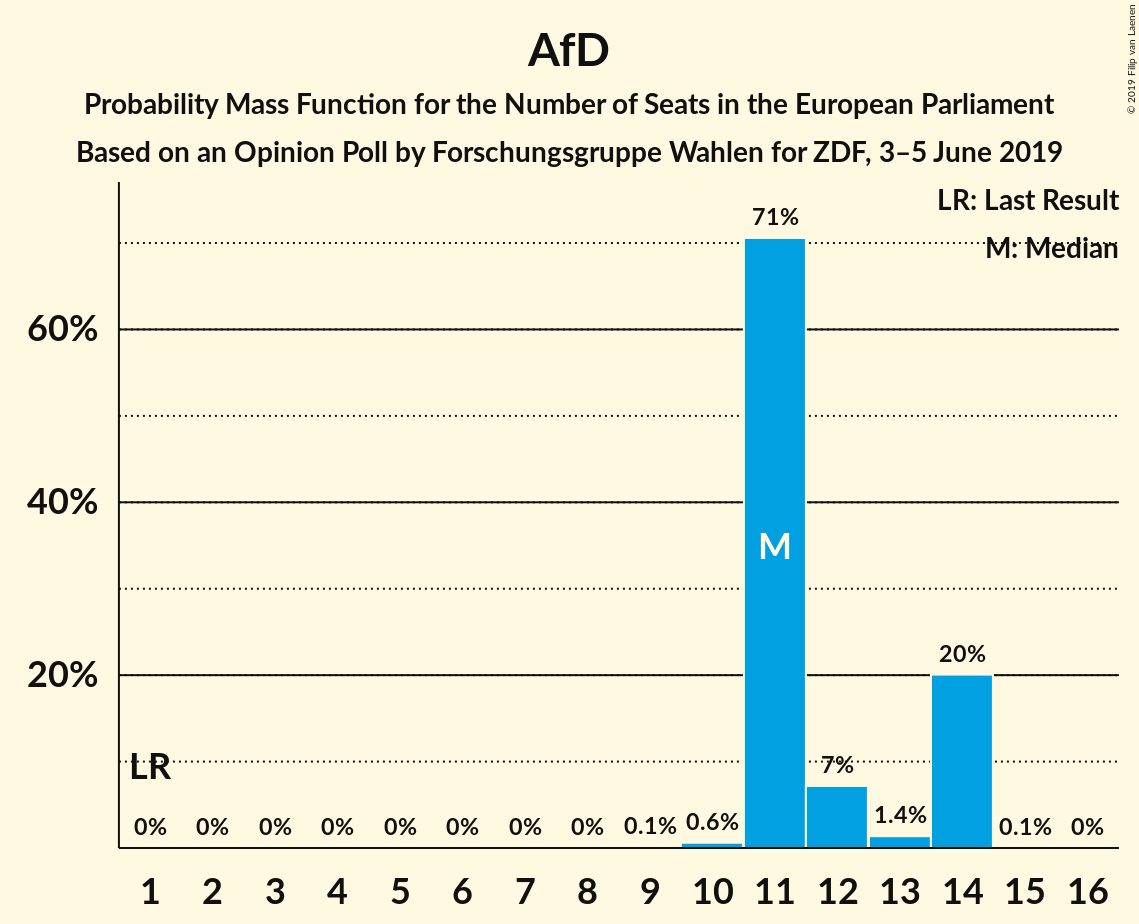 AfD
Probability Mass Function for the Number of Seats in the European Parliament
Based on an Opinion Poll by Forschungsgruppe Wahlen for ZDF, 3–5 June 2019
© 2019 Filip van Laenen
LR: Last Result
M: Median
71%
60%
40%
M
20%
20%
LR
7%
0% 0% 0% 0% 0% 0% 0% 0% 0.1% 0.6% 1.4% 0.1% 0%
1 2 3 4 5 6 7 8 9 10 11 12 13 14 15 16